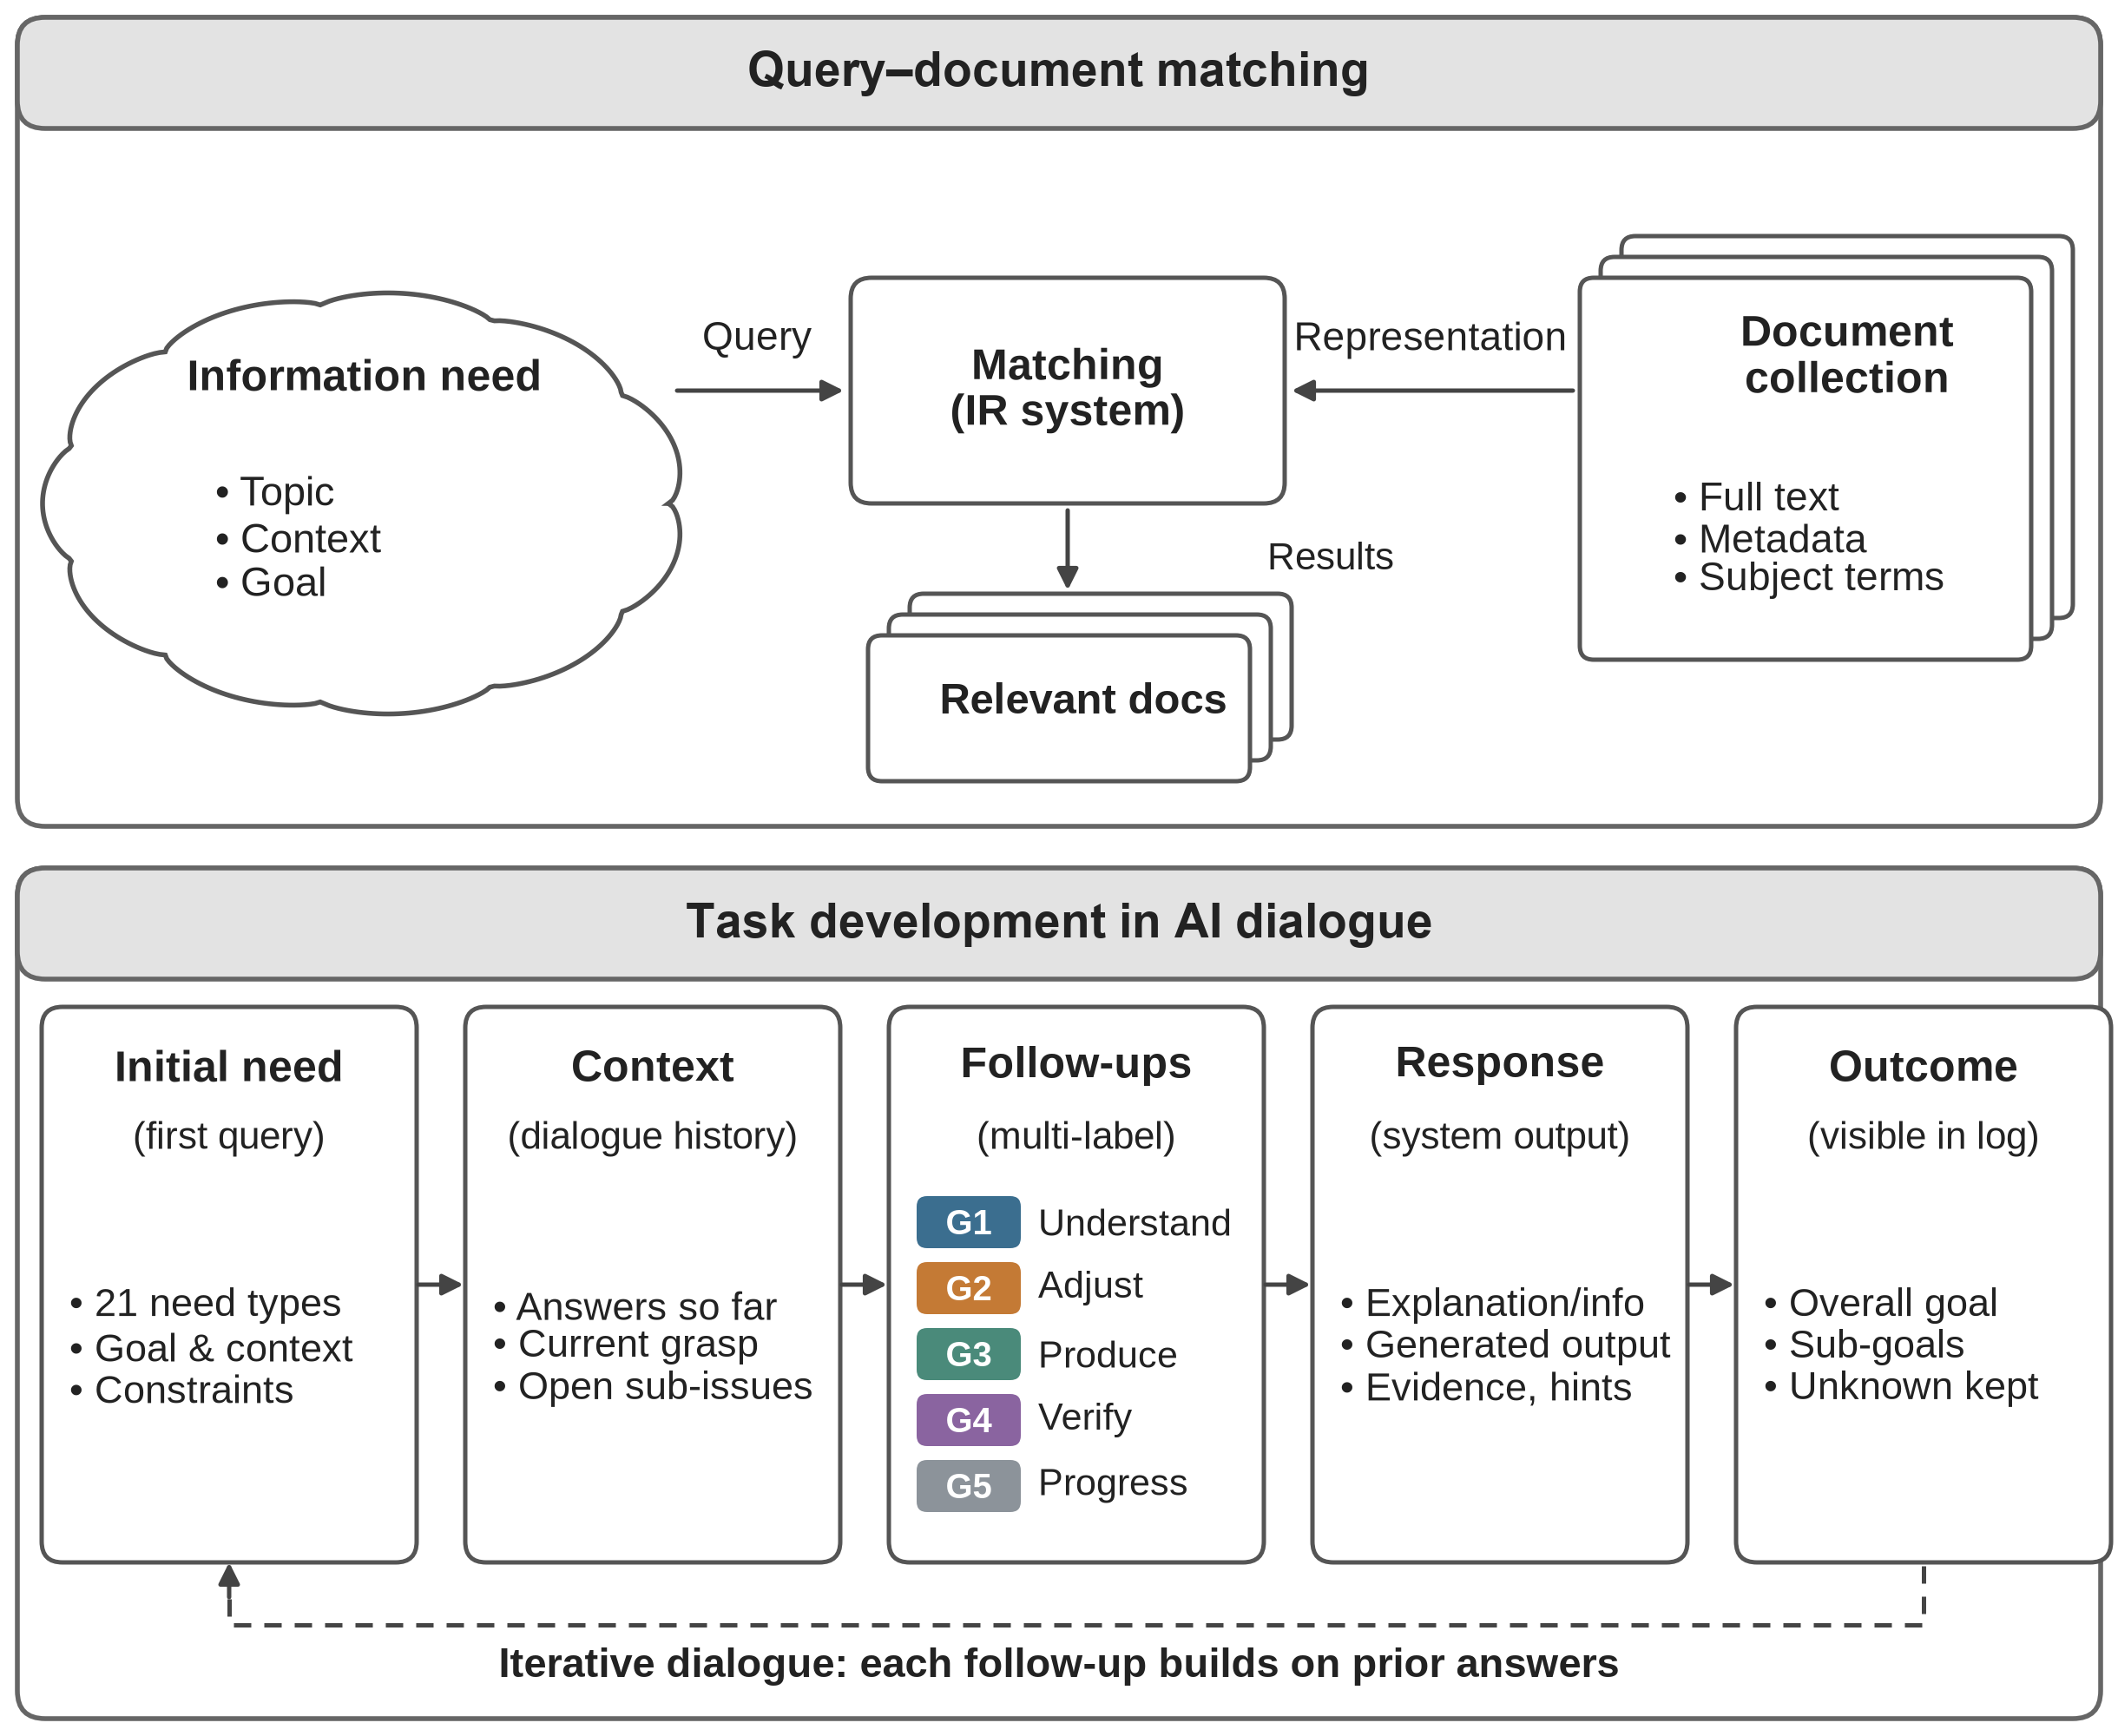 Query–document matching
Information need
• Topic
• Context
• Goal
Query
Matching
(IR system)
Representation
Document
collection
• Full text
• Metadata
• Subject terms
Results
Relevant docs
Task development in AI dialogue
Initial need
(first query)
• 21 need types
• Goal & context
• Constraints
Context
(dialogue history)
• Answers so far
• Current grasp
• Open sub-issues
Follow-ups
(multi-label)
G1 Understand
G2 Adjust
G3 Produce
G4 Verify
G5 Progress
Response
(system output)
• Explanation/info
• Generated output
• Evidence, hints
Outcome
(visible in log)
• Overall goal
• Sub-goals
• Unknown kept
Iterative dialogue: each follow-up builds on prior answers